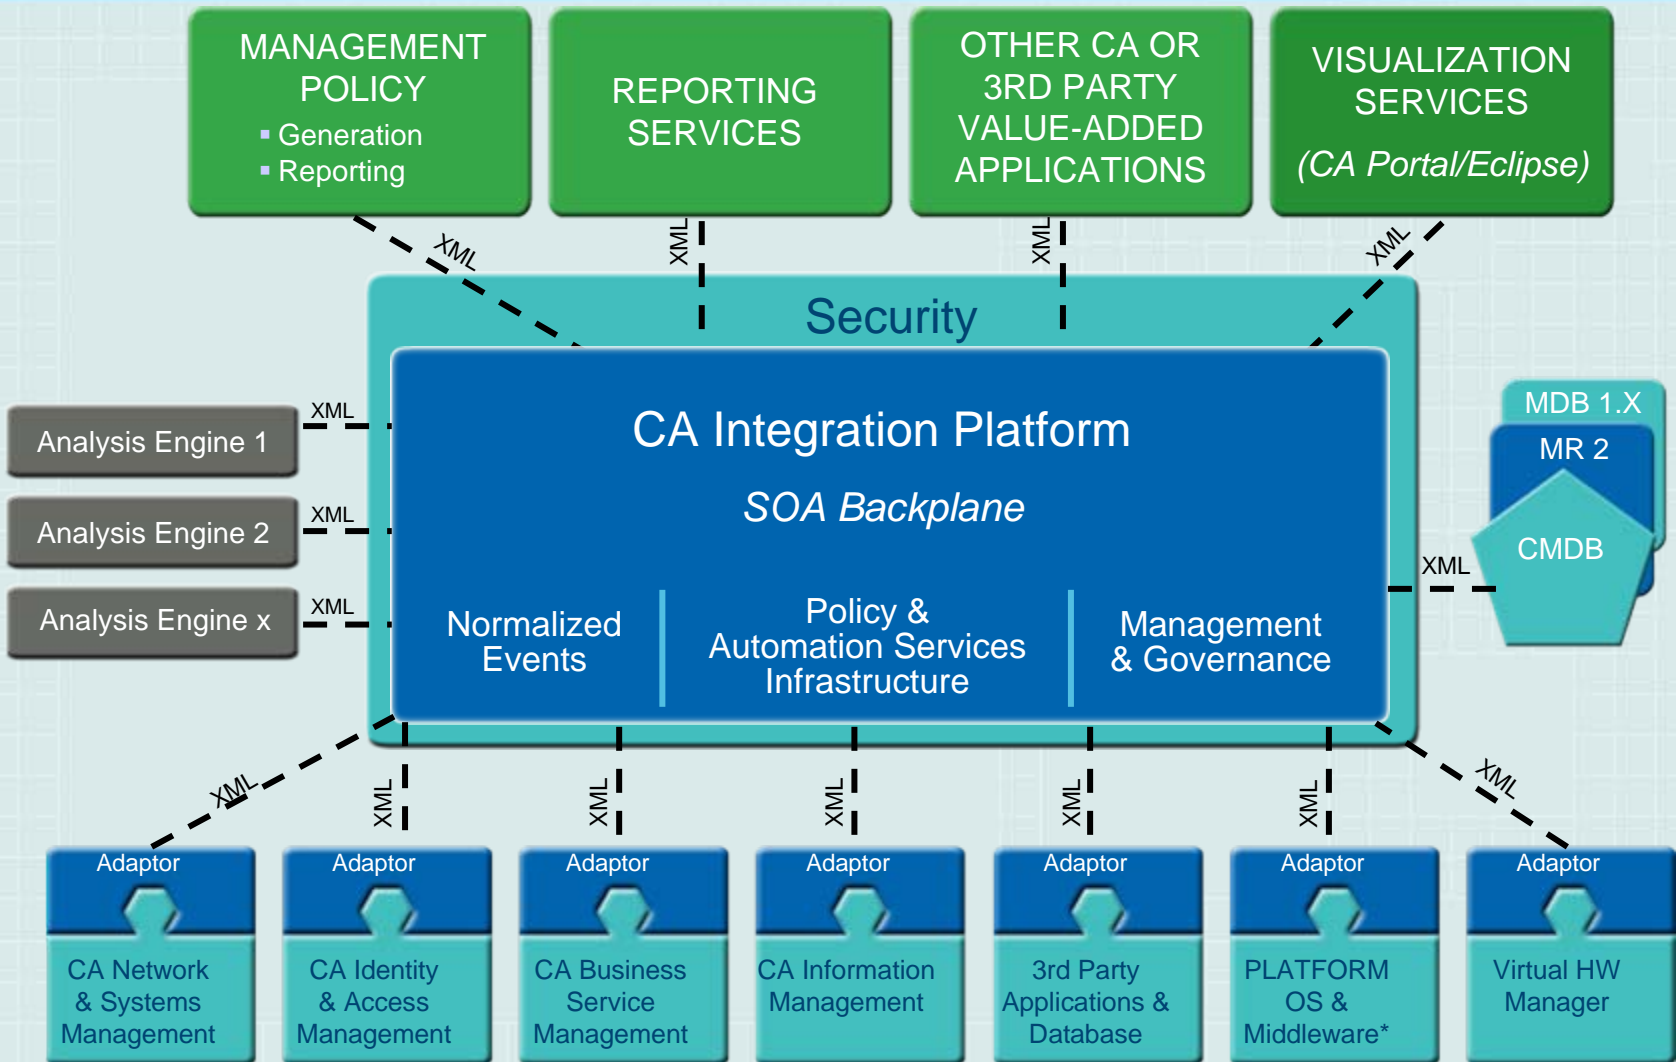 MANAGEMENT
POLICY
▪ Generation
▪ Reporting
REPORTING
SERVICES
OTHER CA OR
3RD PARTY
VALUE-ADDED
APPLICATIONS
VISUALIZATION
SERVICES
(CA Portal/Eclipse)
XML
XML
XML
XML
Security
CA Integration Platform
SOA Backplane
Normalized
Events
Policy &
Automation Services
Infrastructure
Management
& Governance
Analysis Engine 1
XML
Analysis Engine 2
XML
Analysis Engine x
XML
MDB 1.X
MR 2
CMDB
XML
XML
XML
XML
XML
XML
XML
XML
Adaptor
CA Network
& Systems
Management
Adaptor
CA Identity
& Access
Management
Adaptor
CA Business
Service
Management
Adaptor
CA Information
Management
Adaptor
3rd Party
Applications &
Database
Adaptor
PLATFORM
OS &
Middleware*
Adaptor
Virtual HW
Manager